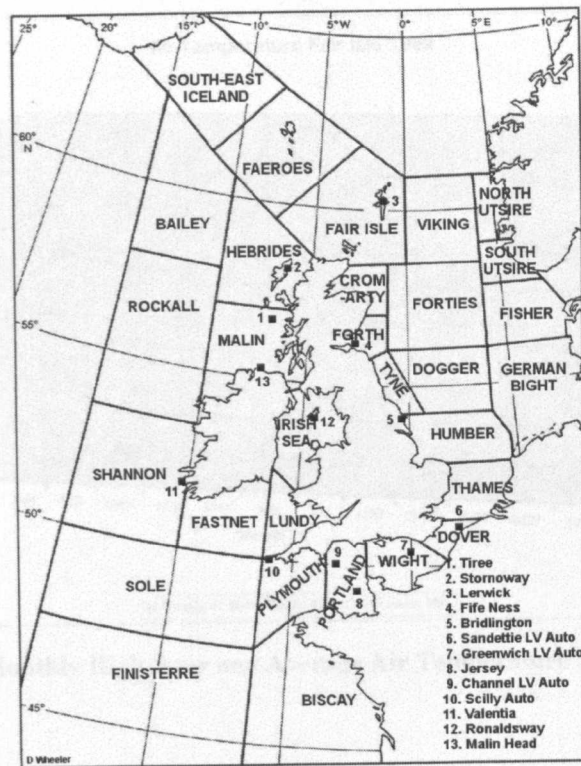 25°
10°
5°W
0°
5° E
10°
SOUTH-EAST
ICELAND
60°
N
FAEROES
3
NORTH
UTSIRE
BAILEY
FAIR ISLE
VIKING
HEBRIDES
2
SOUTH
UTSIRE
CROM
ARTY
ROCKALL
FORTIES
FISHER
1
55°
MALIN
FORTH
4
13
TYNE
DOGGER
GERMAN
BIGHT
IRISH
SEA
12
5
HUMBER
SHANNON
11
THAMES
50°
FASTNET
LUNDY
6
DOVER
10
9
7
WIGHT
SOLE
PLYMOUTH
PORTLAND
8
FINISTERRE
BISCAY
45°
1. Tiree
2. Stornoway
3. Lerwick
4. Fife Ness
5. Bridlington
6. Sandettie LV Auto
7. Greenwich LV Auto
8. Jersey
9. Channel LV Auto
10. Scilly Auto
11. Valentia
12. Ronaldsway
13. Malin Head
D Wheeler